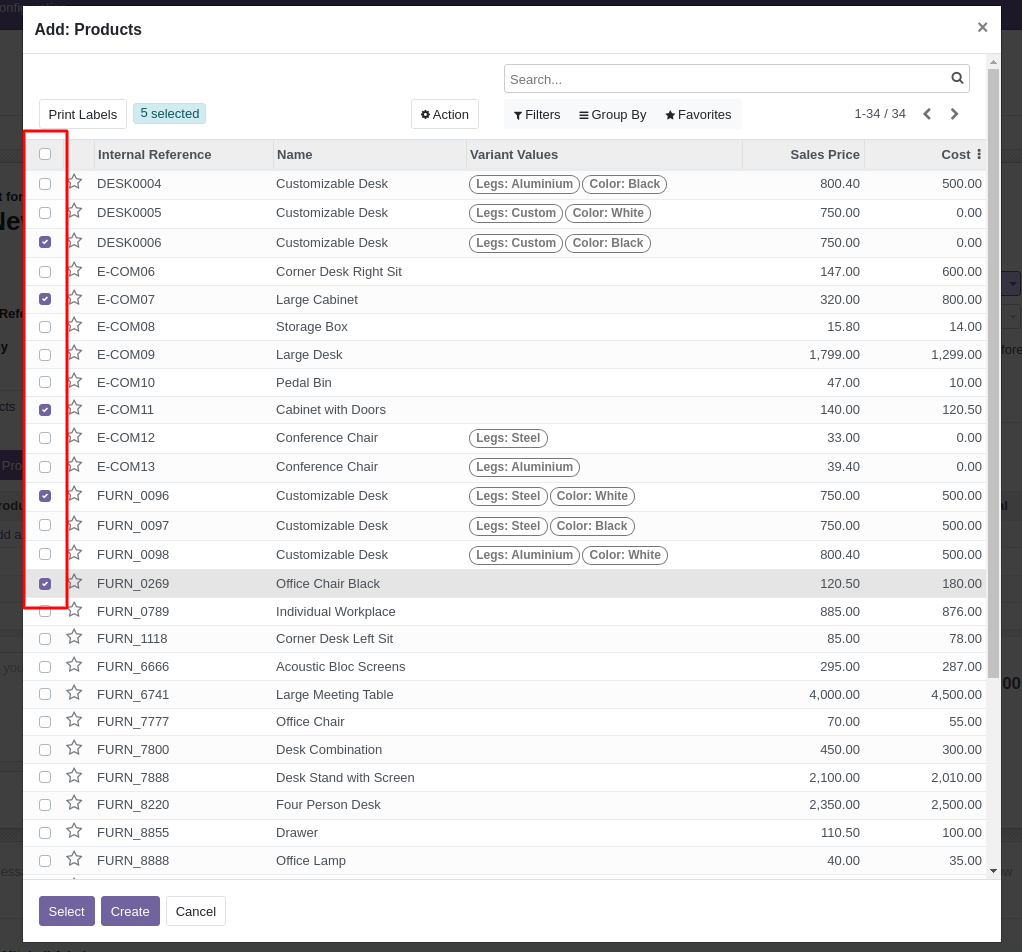 Add: Products ×
Search...
Print Labels 5 selected Action Filters Group By Favorites 1-34 / 34
Internal Reference Name Variant Values Sales Price Cost
DESK0004 Customizable Desk Legs: Aluminium Color: Black 800.40 500.00
DESK0005 Customizable Desk Legs: Custom Color: White 750.00 0.00
DESK0006 Customizable Desk Legs: Custom Color: Black 750.00 0.00
E-COM06 Corner Desk Right Sit 147.00 600.00
E-COM07 Large Cabinet 320.00 800.00
E-COM08 Storage Box 15.80 14.00
E-COM09 Large Desk 1,799.00 1,299.00
E-COM10 Pedal Bin 47.00 10.00
E-COM11 Cabinet with Doors 140.00 120.50
E-COM12 Conference Chair Legs: Steel 33.00 0.00
E-COM13 Conference Chair Legs: Aluminium 39.40 0.00
FURN_0096 Customizable Desk Legs: Steel Color: White 750.00 500.00
FURN_0097 Customizable Desk Legs: Steel Color: Black 750.00 500.00
FURN_0098 Customizable Desk Legs: Aluminium Color: White 800.40 500.00
FURN_0269 Office Chair Black 120.50 180.00
FURN_0789 Individual Workplace 885.00 876.00
FURN_1118 Corner Desk Left Sit 85.00 78.00
FURN_6666 Acoustic Bloc Screens 295.00 287.00
FURN_6741 Large Meeting Table 4,000.00 4,500.00
FURN_7777 Office Chair 70.00 55.00
FURN_7800 Desk Combination 450.00 300.00
FURN_7888 Desk Stand with Screen 2,100.00 2,010.00
FURN_8220 Four Person Desk 2,350.00 2,500.00
FURN_8855 Drawer 110.50 100.00
FURN_8888 Office Lamp 40.00 35.00
Select Create Cancel